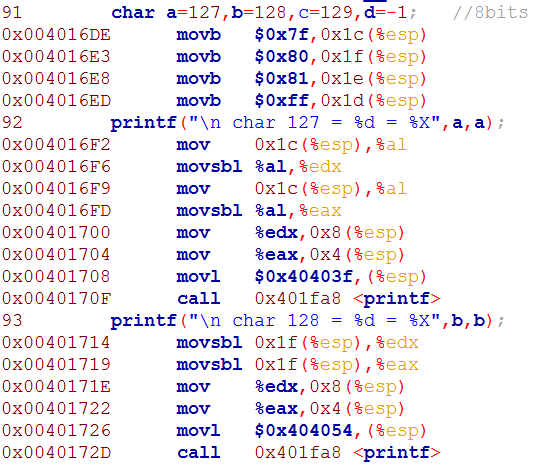 91 char a=127,b=128,c=129,d=-1; //8bits
0x004016DE movb $0x7f,0x1c(%esp)
0x004016E3 movb $0x80,0x1f(%esp)
0x004016E8 movb $0x81,0x1e(%esp)
0x004016ED movb $0xff,0x1d(%esp)
92 printf("\n char 127 = %d = %X",a,a);
0x004016F2 mov 0x1c(%esp),%al
0x004016F6 movsbl %al,%edx
0x004016F9 mov 0x1c(%esp),%al
0x004016FD movsbl %al,%eax
0x00401700 mov %edx,0x8(%esp)
0x00401704 mov %eax,0x4(%esp)
0x00401708 movl $0x40403f,(%esp)
0x0040170F call 0x401fa8 <printf>
93 printf("\n char 128 = %d = %X",b,b);
0x00401714 movsbl 0x1f(%esp),%edx
0x00401719 movsbl 0x1f(%esp),%eax
0x0040171E mov %edx,0x8(%esp)
0x00401722 mov %eax,0x4(%esp)
0x00401726 movl $0x404054,(%esp)
0x0040172D call 0x401fa8 <printf>